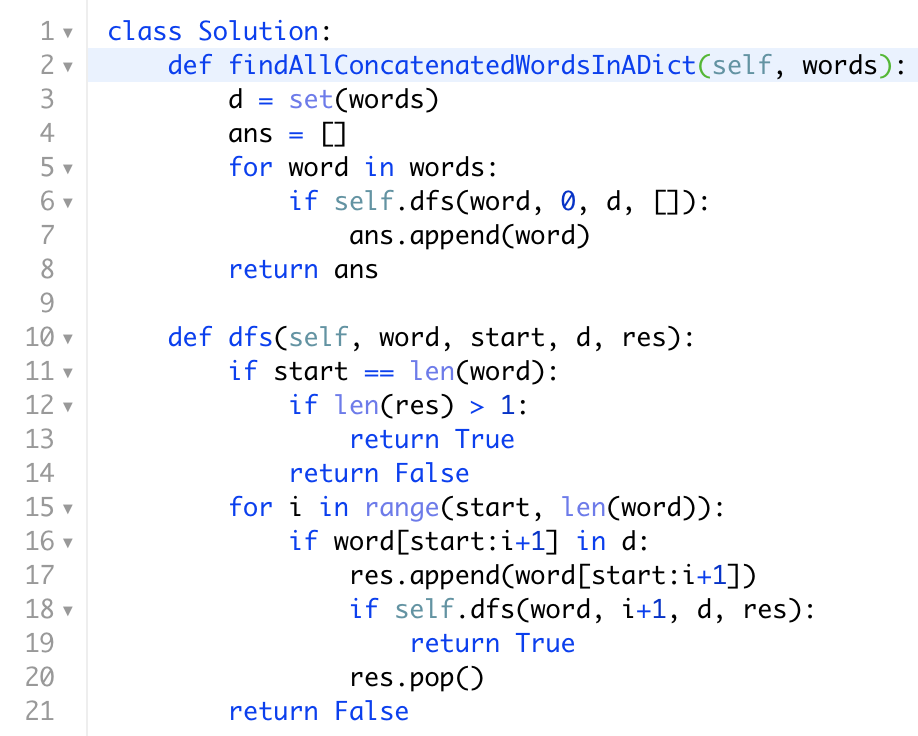 1 class Solution:
2     def findAllConcatenatedWordsInADict(self, words):
3         d = set(words)
4         ans = []
5         for word in words:
6             if self.dfs(word, 0, d, []):
7                 ans.append(word)
8         return ans
9
10     def dfs(self, word, start, d, res):
11         if start == len(word):
12             if len(res) > 1:
13                 return True
14             return False
15         for i in range(start, len(word)):
16             if word[start:i+1] in d:
17                 res.append(word[start:i+1])
18                 if self.dfs(word, i+1, d, res):
19                     return True
20                 res.pop()
21         return False